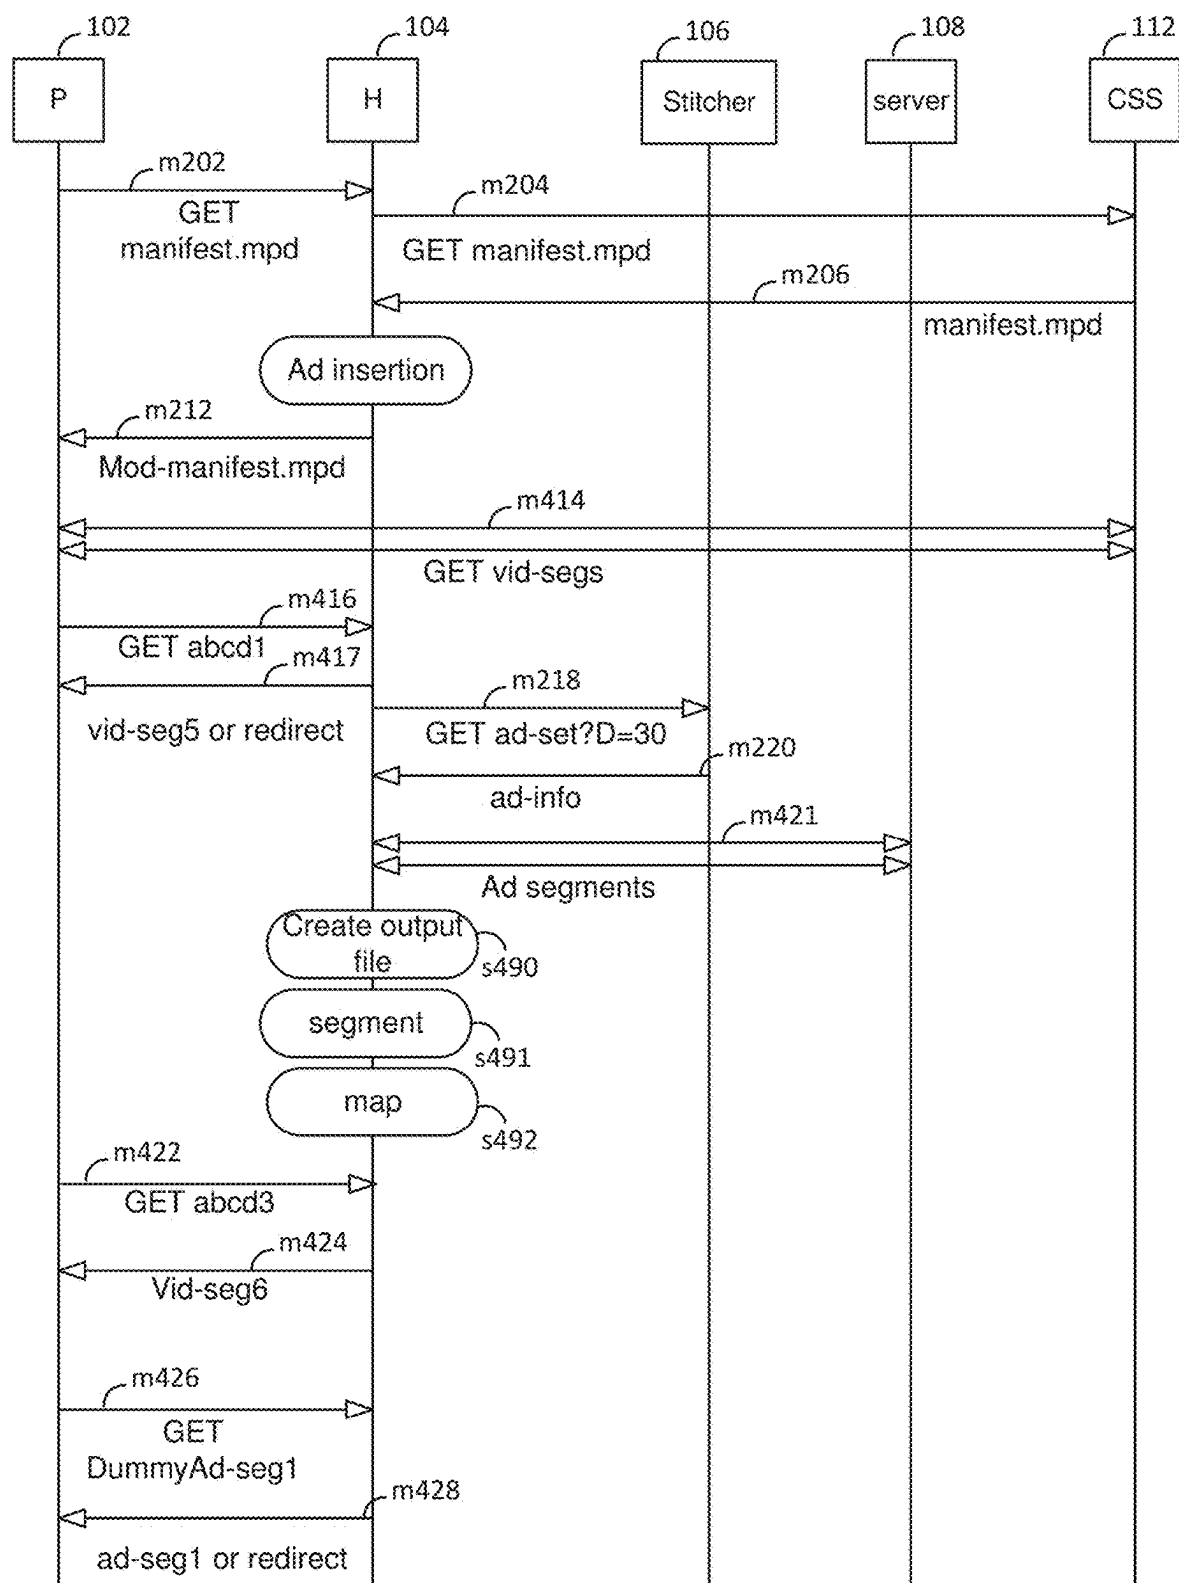 102
104
106
108
112
P
H
Stitcher
server
CSS
m202
GET
manifest.mpd
m204
GET manifest.mpd
m206
manifest.mpd
Ad insertion
m212
Mod-manifest.mpd
m414
GET vid-segs
m416
GET abcd1
m417
vid-seg5 or redirect
m218
GET ad-set?D=30
m220
ad-info
m421
Ad segments
Create output
file
s490
segment
s491
map
s492
m422
GET abcd3
m424
Vid-seg6
m426
GET
DummyAd-seg1
m428
ad-seg1 or redirect